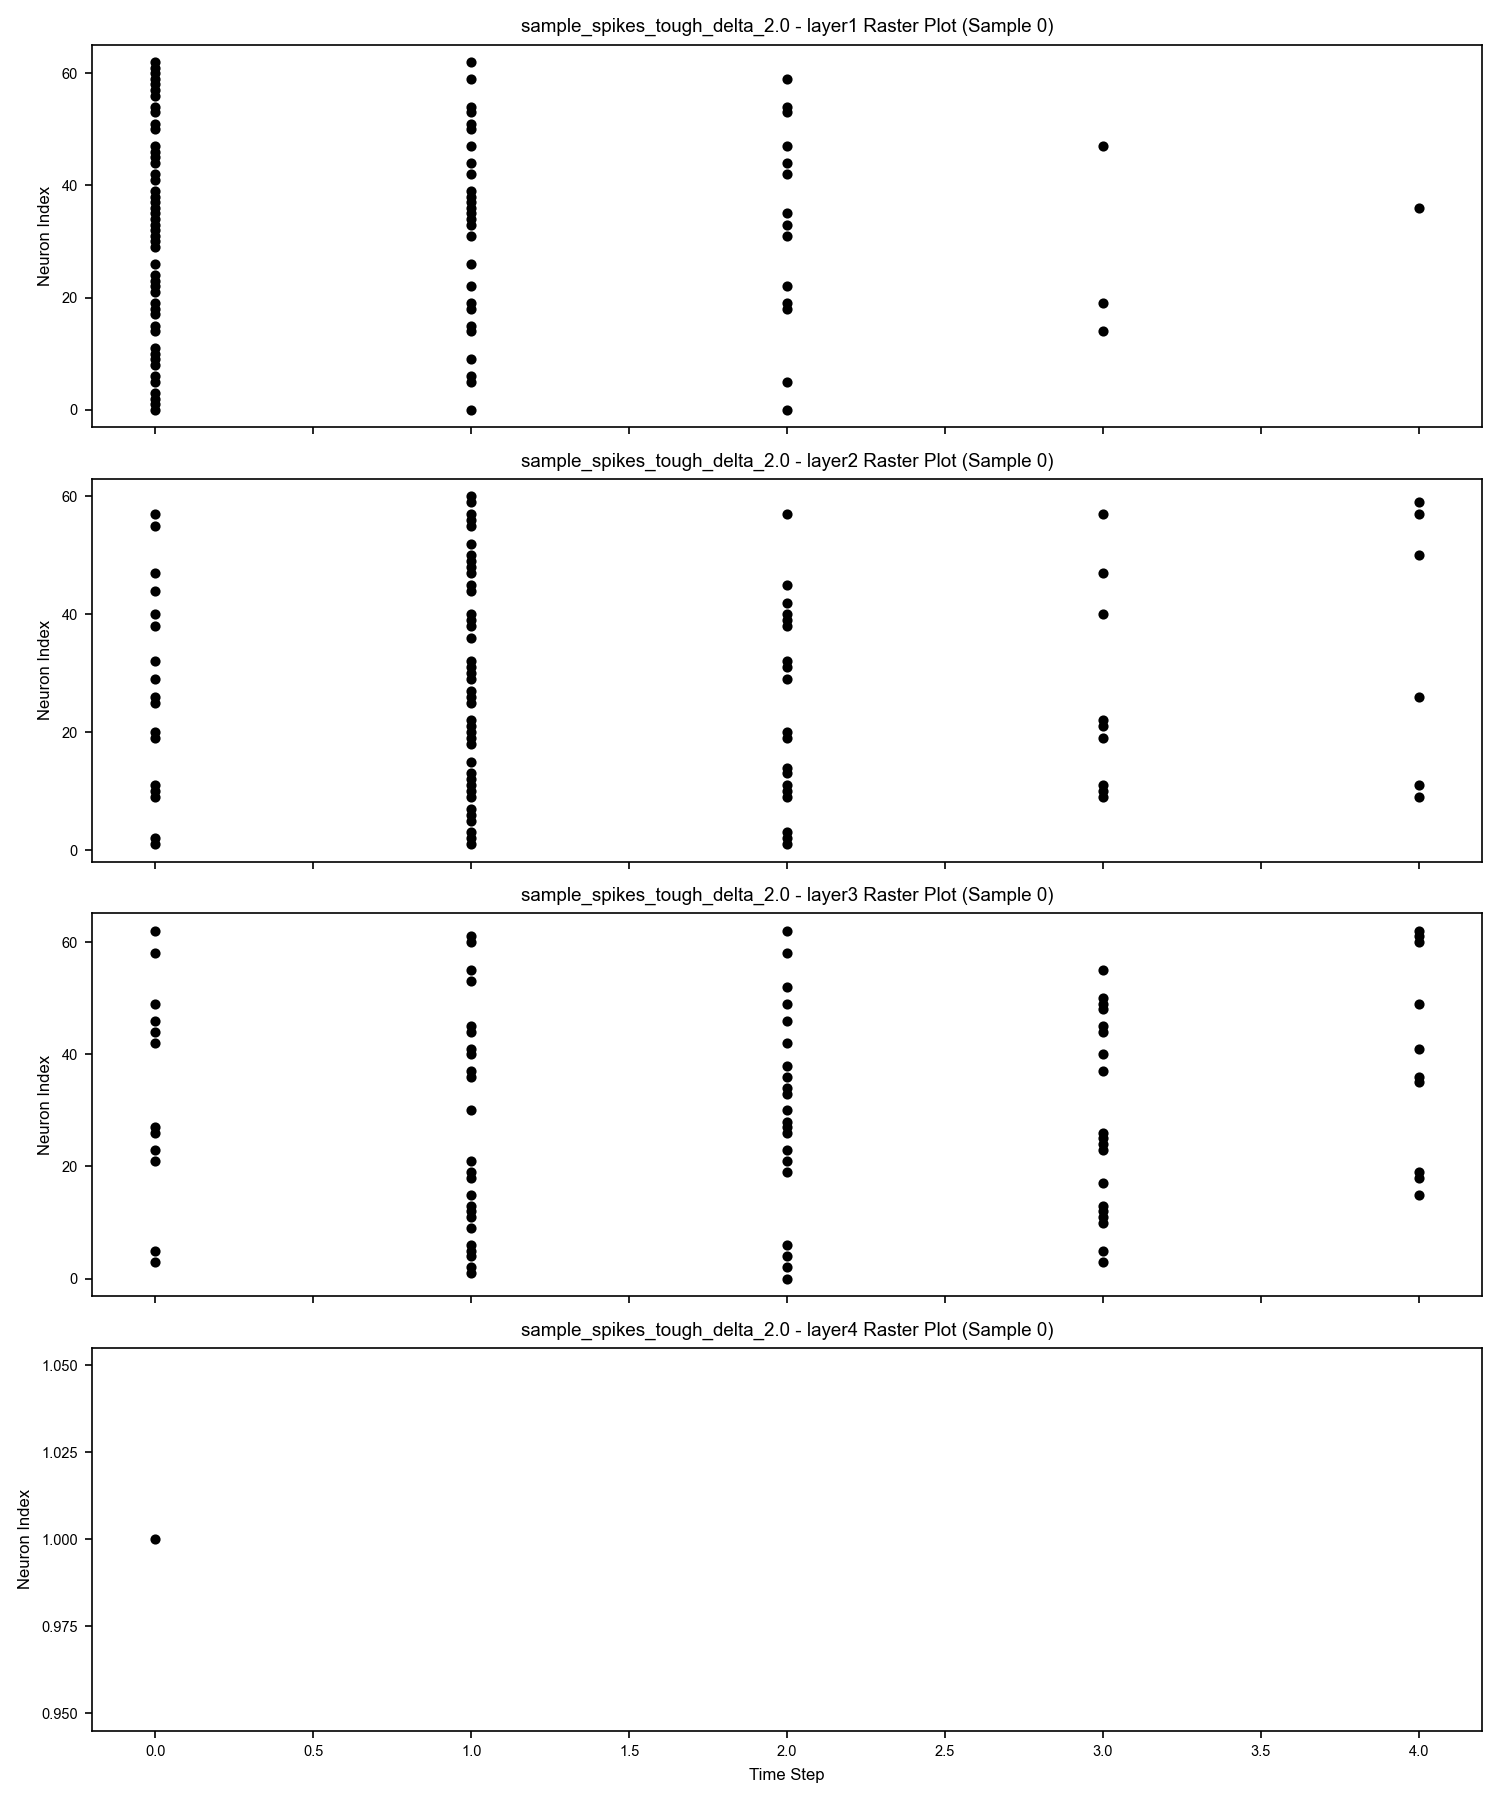 sample_spikes_tough_delta_2.0 - layer1 Raster Plot (Sample 0)
60
40
20
0
Neuron Index
sample_spikes_tough_delta_2.0 - layer2 Raster Plot (Sample 0)
60
40
20
0
Neuron Index
sample_spikes_tough_delta_2.0 - layer3 Raster Plot (Sample 0)
60
40
20
0
Neuron Index
sample_spikes_tough_delta_2.0 - layer4 Raster Plot (Sample 0)
1.050
1.025
1.000
0.975
0.950
Neuron Index
0.0 0.5 1.0 1.5 2.0 2.5 3.0 3.5 4.0
Time Step